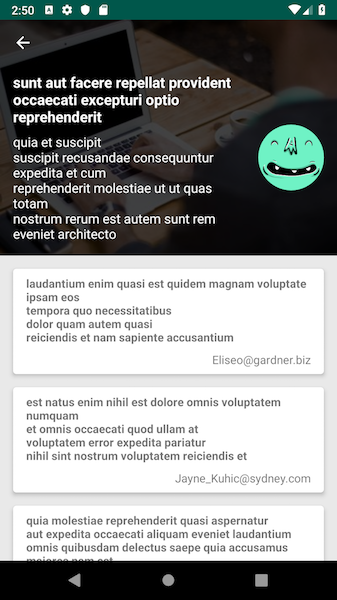 2:50
sunt aut facere repellat provident
occaecati excepturi optio
reprehenderit
quia et suscipit
suscipit recusandae consequuntur
expedita et cum
reprehenderit molestiae ut ut quas
totam
nostrum rerum est autem sunt rem
eveniet architecto
laudantium enim quasi est quidem magnam voluptate
ipsam eos
tempora quo necessitatibus
dolor quam autem quasi
reiciendis et nam sapiente accusantium
Eliseo@gardner.biz
est natus enim nihil est dolore omnis voluptatem
numquam
et omnis occaecati quod ullam at
voluptatem error expedita pariatur
nihil sint nostrum voluptatem reiciendis et
Jayne_Kuhic@sydney.com
quia molestiae reprehenderit quasi aspernatur
aut expedita occaecati aliquam eveniet laudantium
omnis quibusdam delectus saepe quia accusamus
maiores nam est